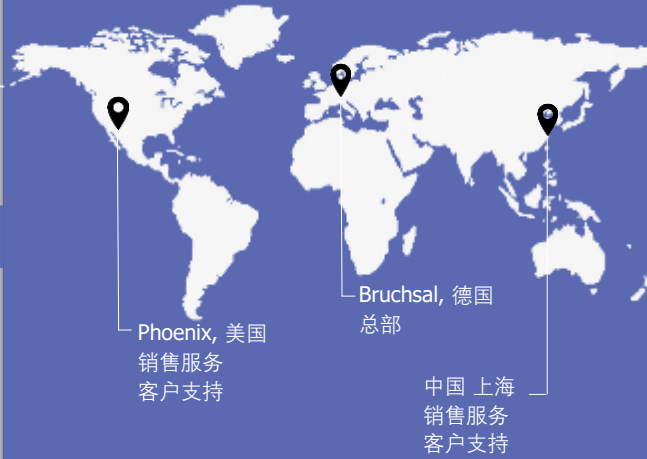 Bruchsal, 德国
总部
Phoenix, 美国
销售服务
客户支持
中国 上海
销售服务
客户支持